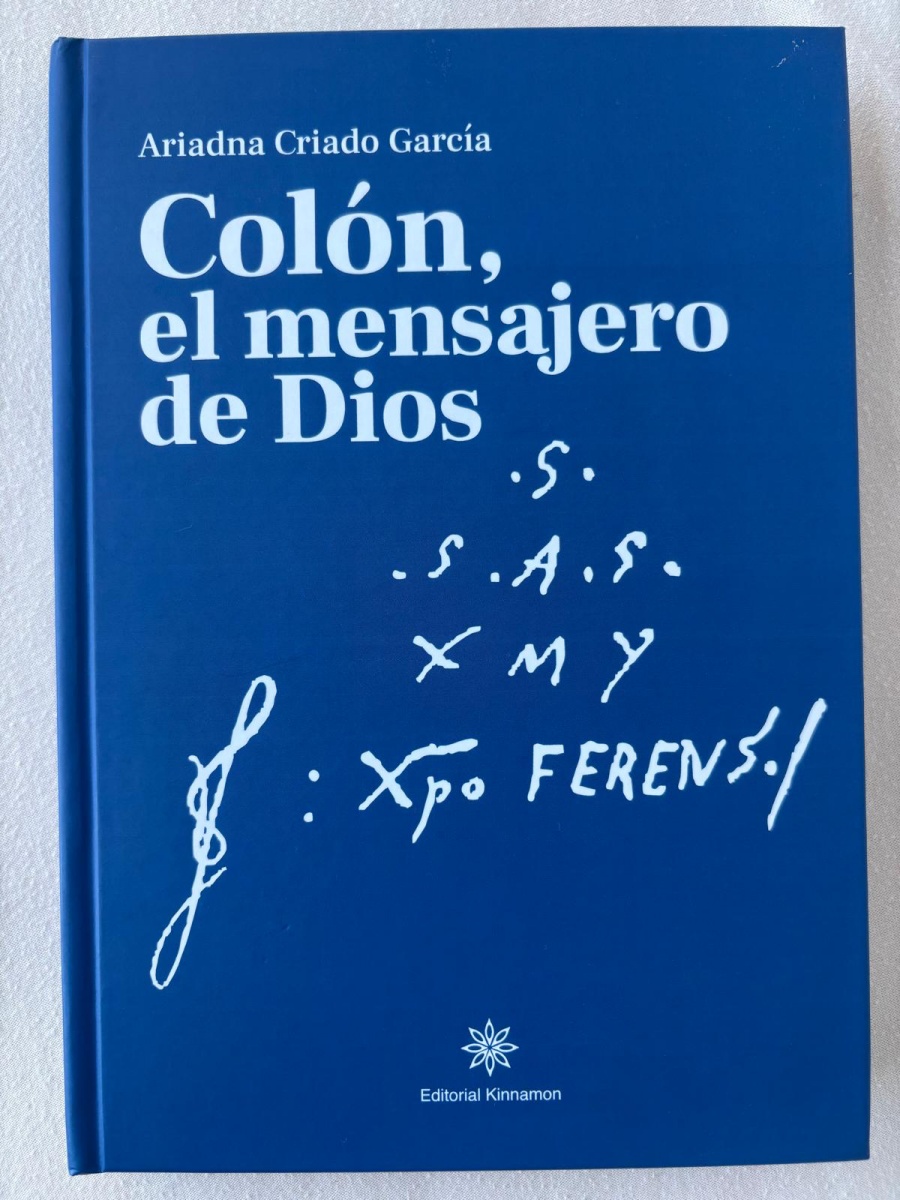 Ariadna Criado García
Colón,
el mensajero
de Dios
.S.
.S.A.S.
X M Y
: Xpo FERENS./
Editorial Kinnamon